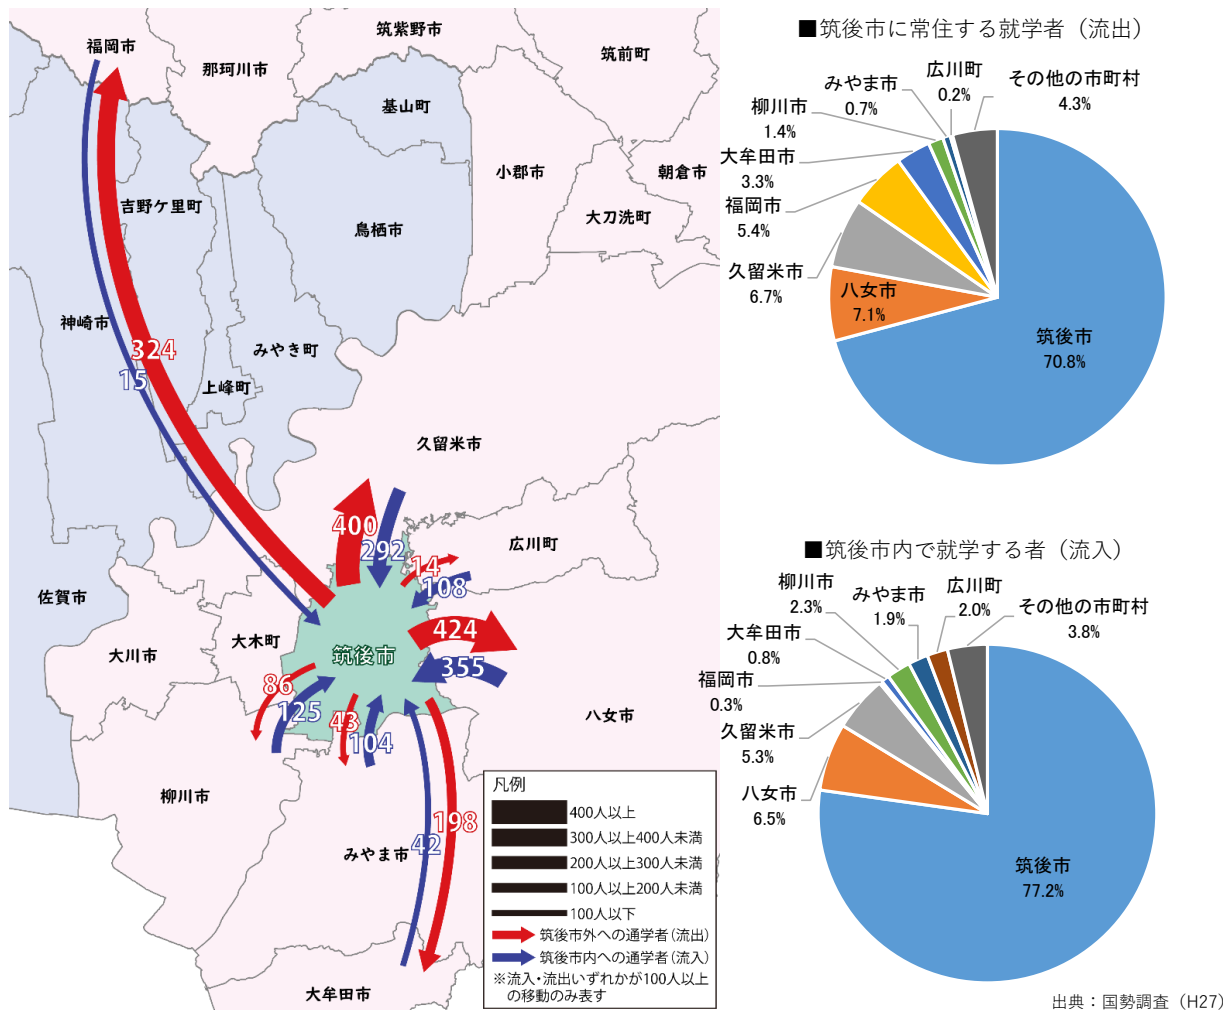 福岡市
那珂川市
筑紫野市
筑前町
基山町
小郡市
朝倉市
吉野ケ里町
鳥栖市
大刀洗町
神崎市
みやき町
上峰町
324
15
久留米市
400
292
広川町
14
108
佐賀市
大川市
大木町
筑後市
424
355
86
125
43
104
八女市
柳川市
みやま市
198
42
大牟田市
凡例
400人以上
300人以上400人未満
200人以上300人未満
100人以上200人未満
100人以下
筑後市外への通学者(流出)
筑後市内への通学者(流入)
※流入・流出いずれかが100人以上
の移動のみ表す
■筑後市に常住する就学者（流出）
筑後市
70.8%
八女市
7.1%
久留米市
6.7%
福岡市
5.4%
大牟田市
3.3%
柳川市
1.4%
みやま市
0.7%
広川町
0.2%
その他の市町村
4.3%
■筑後市内で就学する者（流入）
筑後市
77.2%
八女市
6.5%
久留米市
5.3%
福岡市
0.3%
大牟田市
0.8%
柳川市
2.3%
みやま市
1.9%
広川町
2.0%
その他の市町村
3.8%
出典：国勢調査（H27）